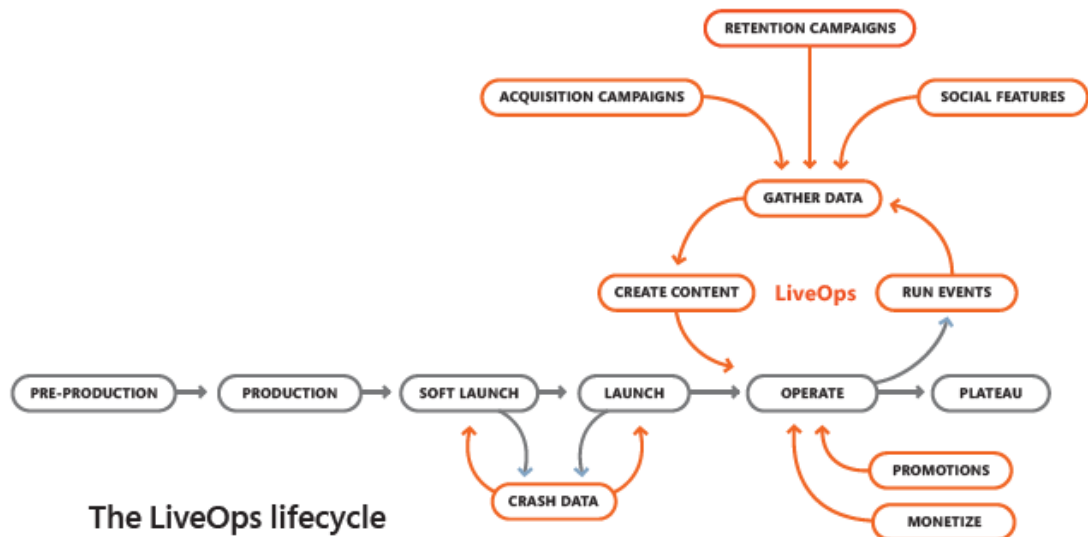 RETENTION CAMPAIGNS
ACQUISITION CAMPAIGNS
SOCIAL FEATURES
GATHER DATA
CREATE CONTENT
LiveOps
RUN EVENTS
PRE-PRODUCTION
PRODUCTION
SOFT LAUNCH
LAUNCH
OPERATE
PLATEAU
PROMOTIONS
CRASH DATA
The LiveOps lifecycle
MONETIZE